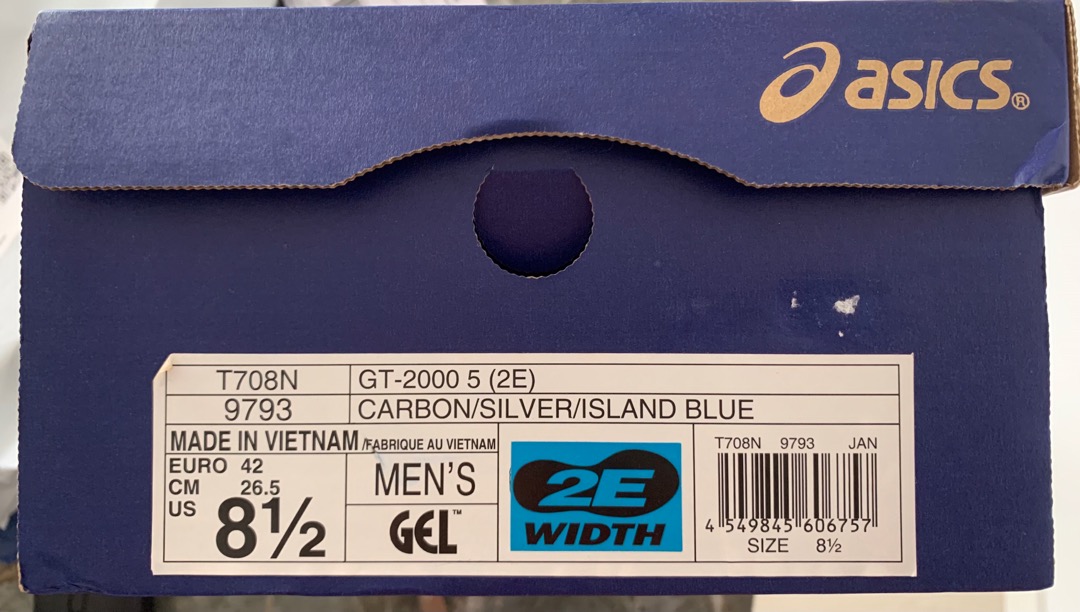 asics®
T708N GT-2000 5 (2E)
9793 CARBON/SILVER/ISLAND BLUE
MADE IN VIETNAM /FABRIQUE AU VIETNAM
EURO 42
CM 26.5
US 8½
MEN'S
GEL™
2E
WIDTH
T708N 9793 JAN
4 549845 606757
SIZE 8½